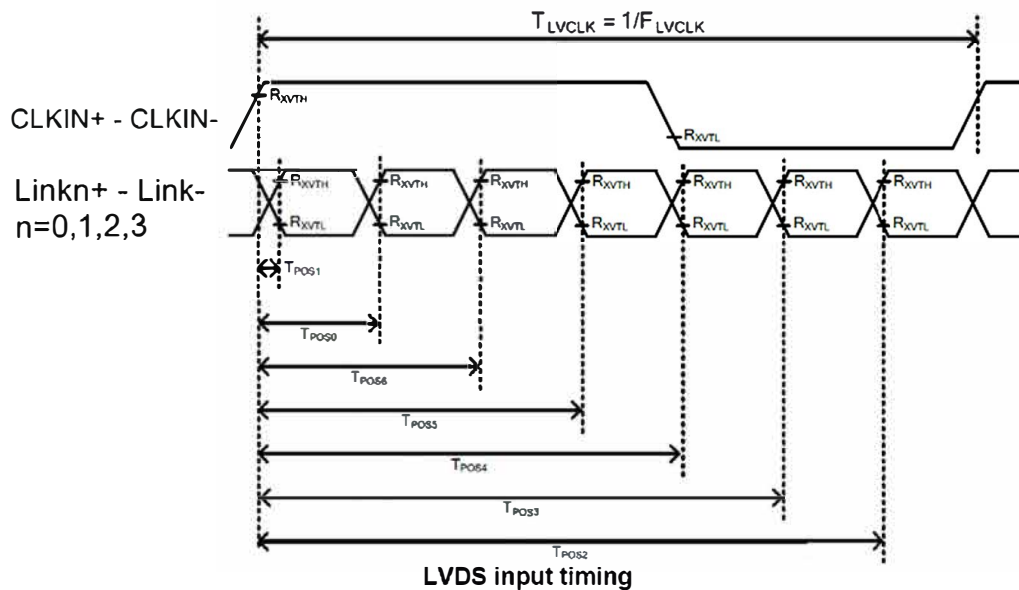 T_LVCLK = 1/F_LVCLK
R_XVTH
CLKIN+ - CLKIN-
R_XVTL
Linkn+ - Link-
n=0,1,2,3
R_XVTH R_XVTH R_XVTH R_XVTH R_XVTH R_XVTH R_XVTH
R_XVTL R_XVTL R_XVTL R_XVTL R_XVTL R_XVTL R_XVTL
T_POS1
T_POS0
T_POS6
T_POS5
T_POS4
T_POS3
T_POS2
LVDS input timing